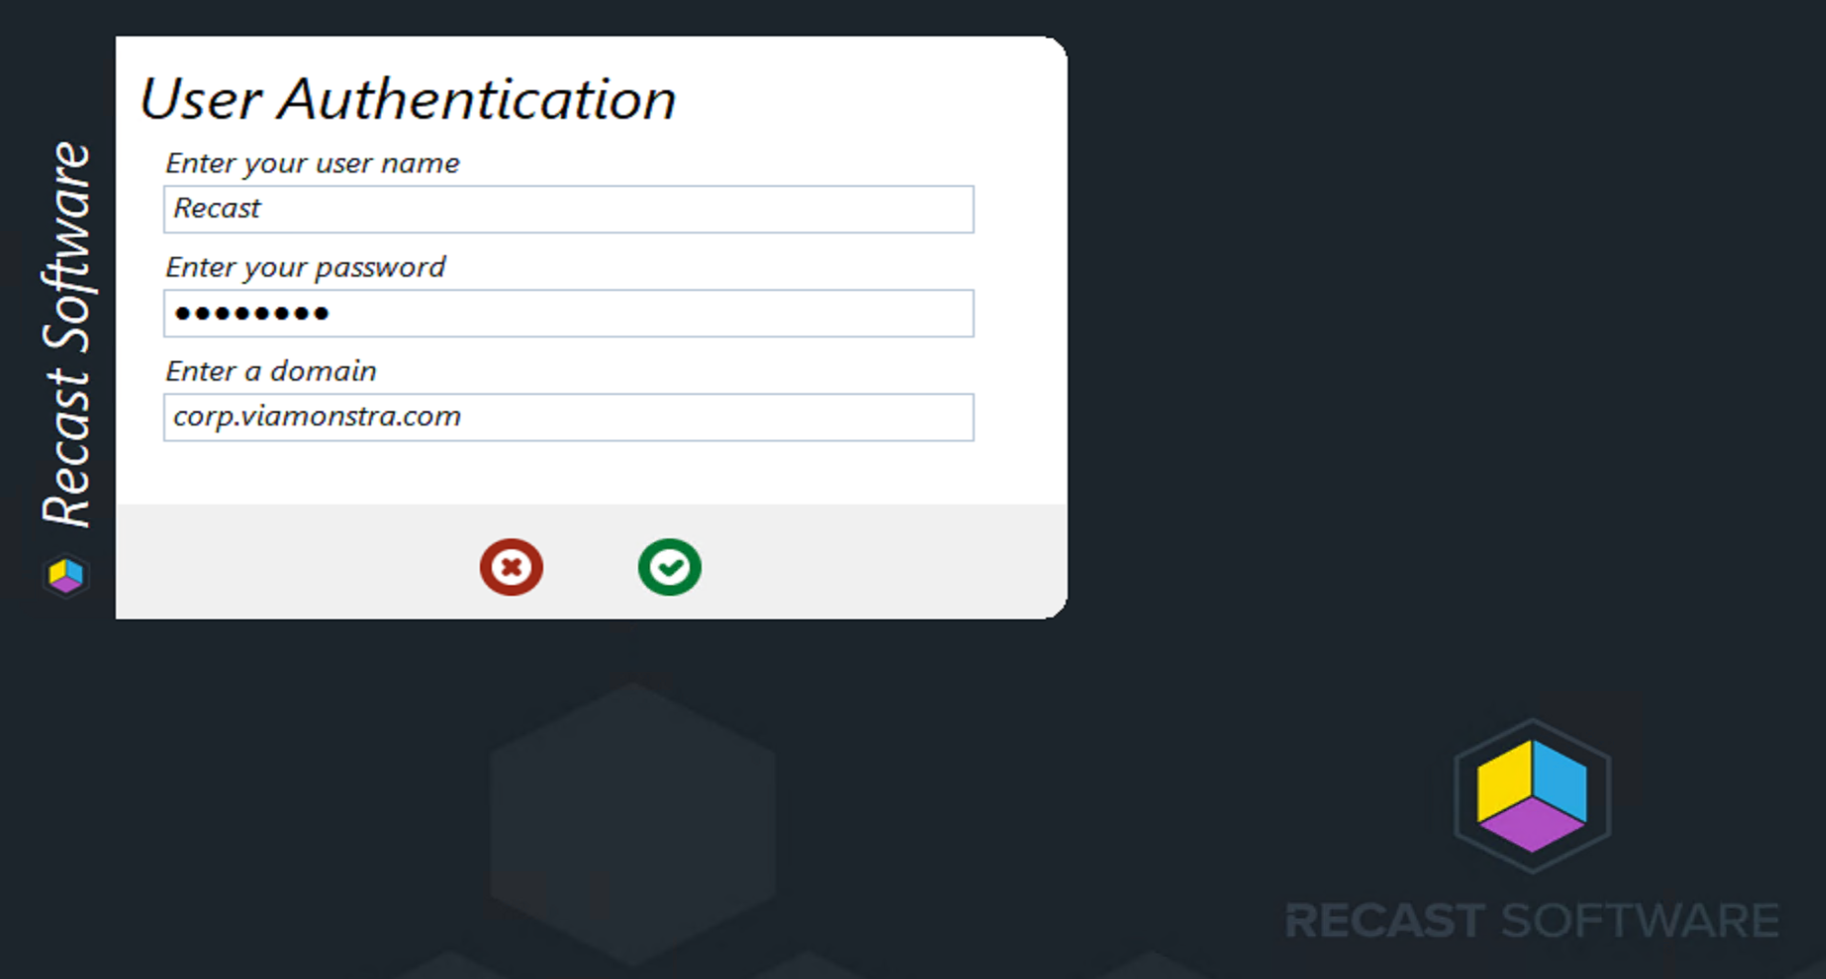 User Authentication
Enter your user name
Recast
Enter your password
●●●●●●●●
Enter a domain
corp.viamonstra.com
Recast Software
RECAST SOFTWARE